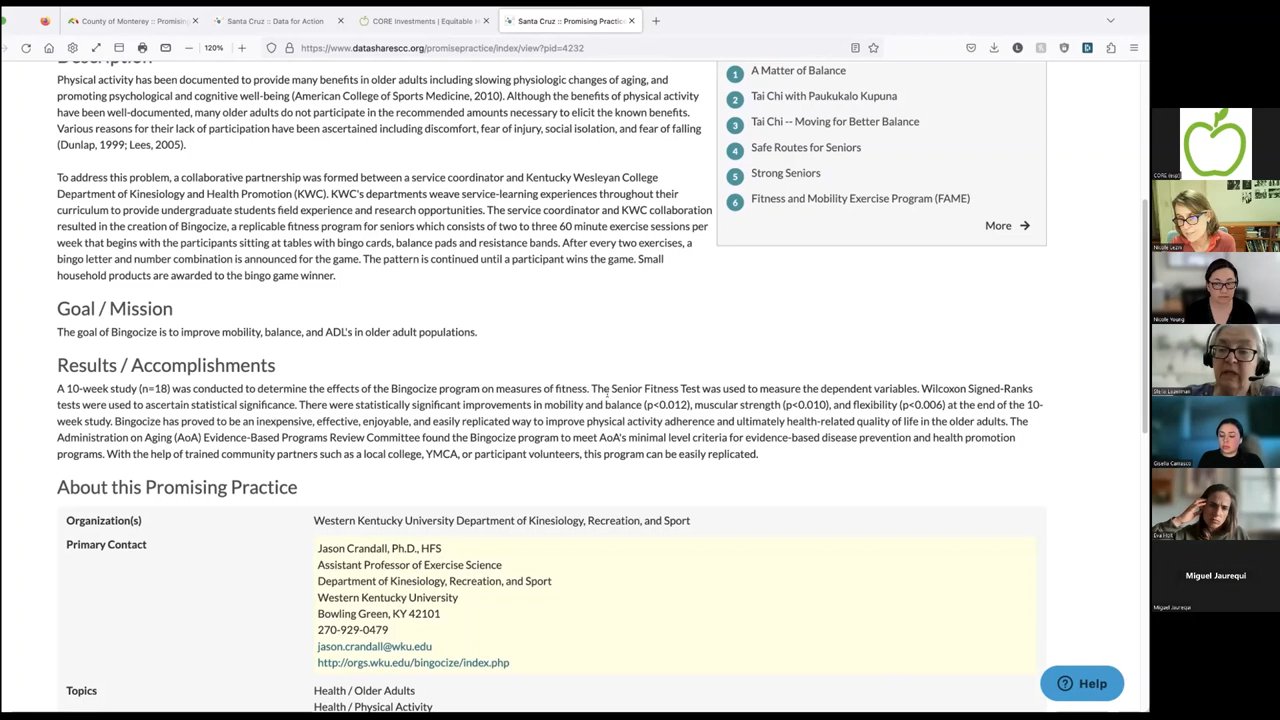 County of Monterey :: Promising
Santa Cruz :: Data for Action
CORE Investments | Equitable H
Santa Cruz :: Promising Practice
120%
https://www.datasharescc.org/promisepractice/index/view?pid=4232
Description
Physical activity has been documented to provide many benefits in older adults including slowing physiologic changes of aging, and
promoting psychological and cognitive well-being (American College of Sports Medicine, 2010). Although the benefits of physical activity
have been well-documented, many older adults do not participate in the recommended amounts necessary to elicit the known benefits.
Various reasons for their lack of participation have been ascertained including discomfort, fear of injury, social isolation, and fear of falling
(Dunlap, 1999; Lees, 2005).
To address this problem, a collaborative partnership was formed between a service coordinator and Kentucky Wesleyan College
Department of Kinesiology and Health Promotion (KWC). KWC's departments weave service-learning experiences throughout their
curriculum to provide undergraduate students field experience and research opportunities. The service coordinator and KWC collaboration
resulted in the creation of Bingocize, a replicable fitness program for seniors which consists of two to three 60 minute exercise sessions per
week that begins with the participants sitting at tables with bingo cards, balance pads and resistance bands. After every two exercises, a
bingo letter and number combination is announced for the game. The pattern is continued until a participant wins the game. Small
household products are awarded to the bingo game winner.
1 A Matter of Balance
2 Tai Chi with Paukukalo Kupuna
3 Tai Chi -- Moving for Better Balance
4 Safe Routes for Seniors
5 Strong Seniors
6 Fitness and Mobility Exercise Program (FAME)
More
Goal / Mission
The goal of Bingocize is to improve mobility, balance, and ADL's in older adult populations.
Results / Accomplishments
A 10-week study (n=18) was conducted to determine the effects of the Bingocize program on measures of fitness. The Senior Fitness Test was used to measure the dependent variables. Wilcoxon Signed-Ranks
tests were used to ascertain statistical significance. There were statistically significant improvements in mobility and balance (p<0.012), muscular strength (p<0.010), and flexibility (p<0.006) at the end of the 10-
week study. Bingocize has proved to be an inexpensive, effective, enjoyable, and easily replicated way to improve physical activity adherence and ultimately health-related quality of life in the older adults. The
Administration on Aging (AoA) Evidence-Based Programs Review Committee found the Bingocize program to meet AoA's minimal level criteria for evidence-based disease prevention and health promotion
programs. With the help of trained community partners such as a local college, YMCA, or participant volunteers, this program can be easily replicated.
About this Promising Practice
Organization(s)
Western Kentucky University Department of Kinesiology, Recreation, and Sport
Primary Contact
Jason Crandall, Ph.D., HFS
Assistant Professor of Exercise Science
Department of Kinesiology, Recreation, and Sport
Western Kentucky University
Bowling Green, KY 42101
270-929-0479
jason.crandall@wku.edu
http://orgs.wku.edu/bingocize/index.php
Topics
Health / Older Adults
Health / Physical Activity
Help
Nicole Young
Gisella Carrasco
Eva Holt
Miguel Jaurequi
Miguel Jaurequi